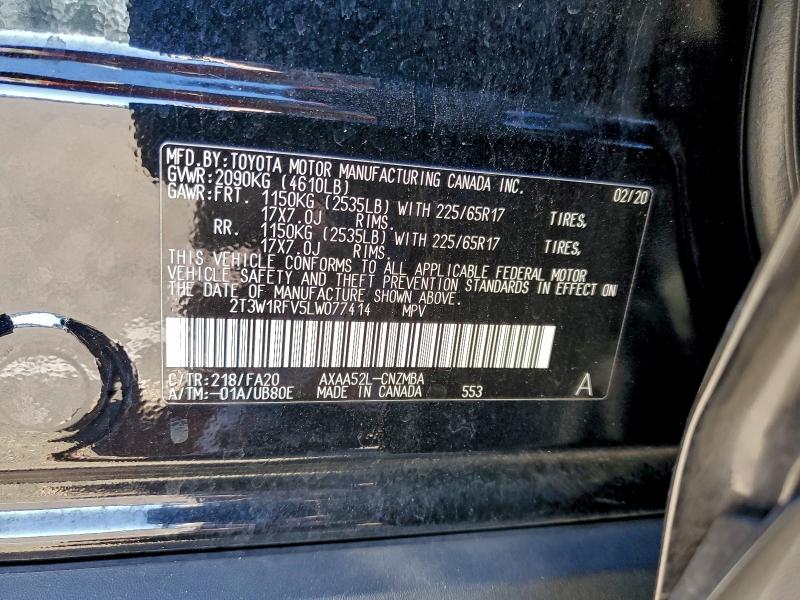 MFD.BY:TOYOTA MOTOR MANUFACTURING CANADA INC.
GVWR:2090KG (4610LB) 02/20
GAWR:FRT. 1150KG (2535LB) WITH 225/65R17 TIRES,
17X7.0J RIMS.
RR. 1150KG (2535LB) WITH 225/65R17 TIRES,
17X7.0J RIMS.
THIS VEHICLE CONFORMS TO ALL APPLICABLE FEDERAL MOTOR
VEHICLE SAFETY AND THEFT PREVENTION STANDARDS IN EFFECT ON
THE DATE OF MANUFACTURE SHOWN ABOVE.
2T3W1RFV5LW077414 MPV
C/TR:218/FA20 AXAA52L-CNZMBA
A/TM:-01A/UB80E MADE IN CANADA 553 A